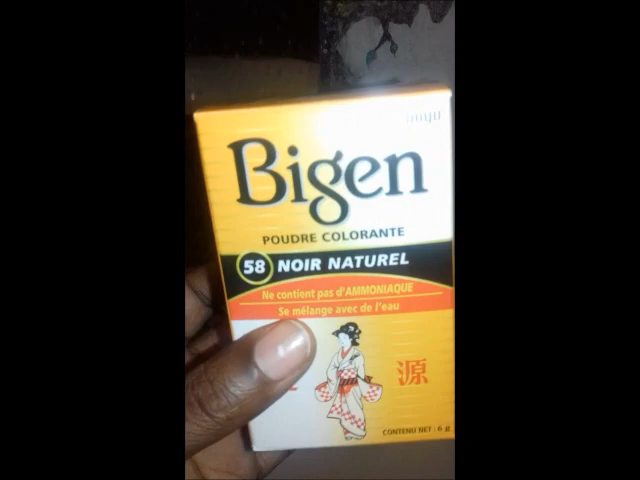 hoyu
Bigen
POUDRE COLORANTE
58 NOIR NATUREL
Ne contient pas d'AMMONIAQUE
Se mélange avec de l'eau
源
CONTENU NET : 6 g